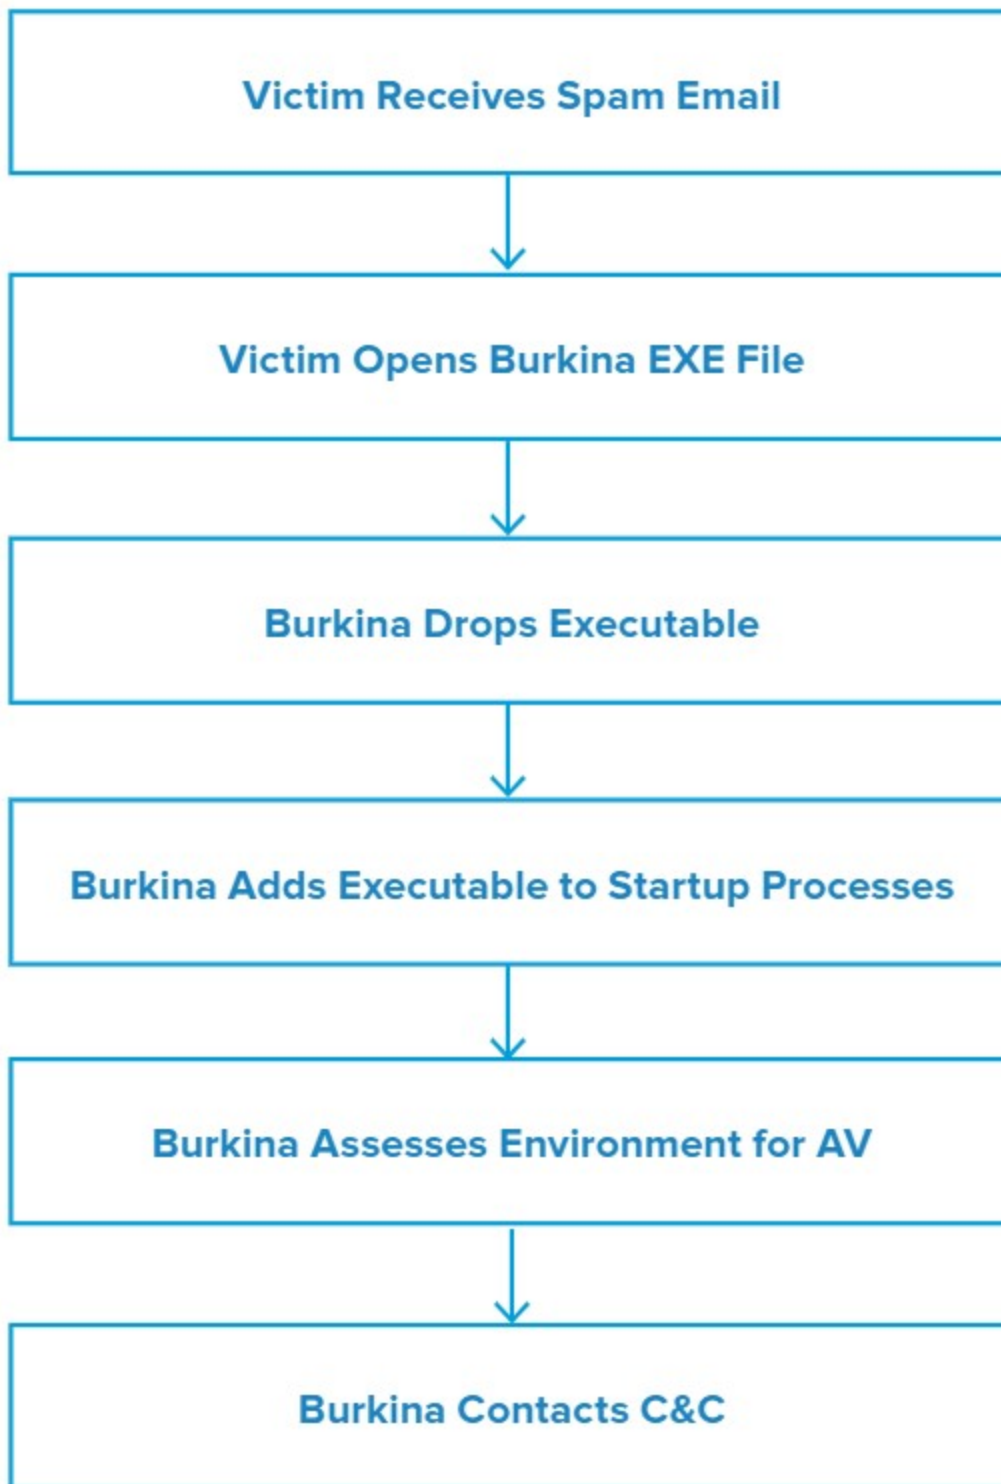 Victim Receives Spam Email
Victim Opens Burkina EXE File
Burkina Drops Executable
Burkina Adds Executable to Startup Processes
Burkina Assesses Environment for AV
Burkina Contacts C&C